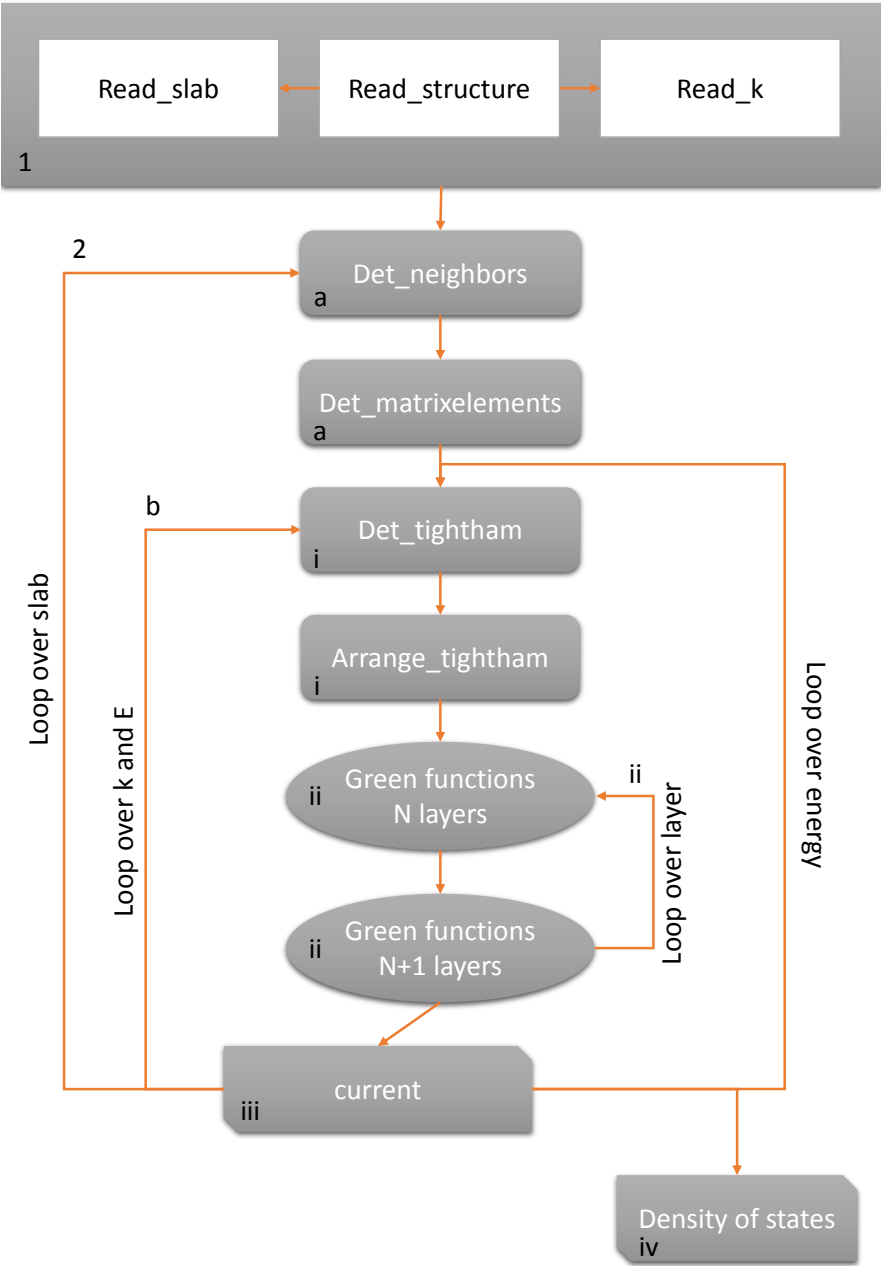 Read_slab
Read_structure
Read_k
1
2
Det_neighbors
a
Det_matrixelements
a
b
Det_tightham
i
Arrange_tightham
i
Loop over slab
Loop over k and E
Green functions
N layers
ii
ii
Loop over layer
Loop over energy
Green functions
N+1 layers
ii
current
iii
Density of states
iv